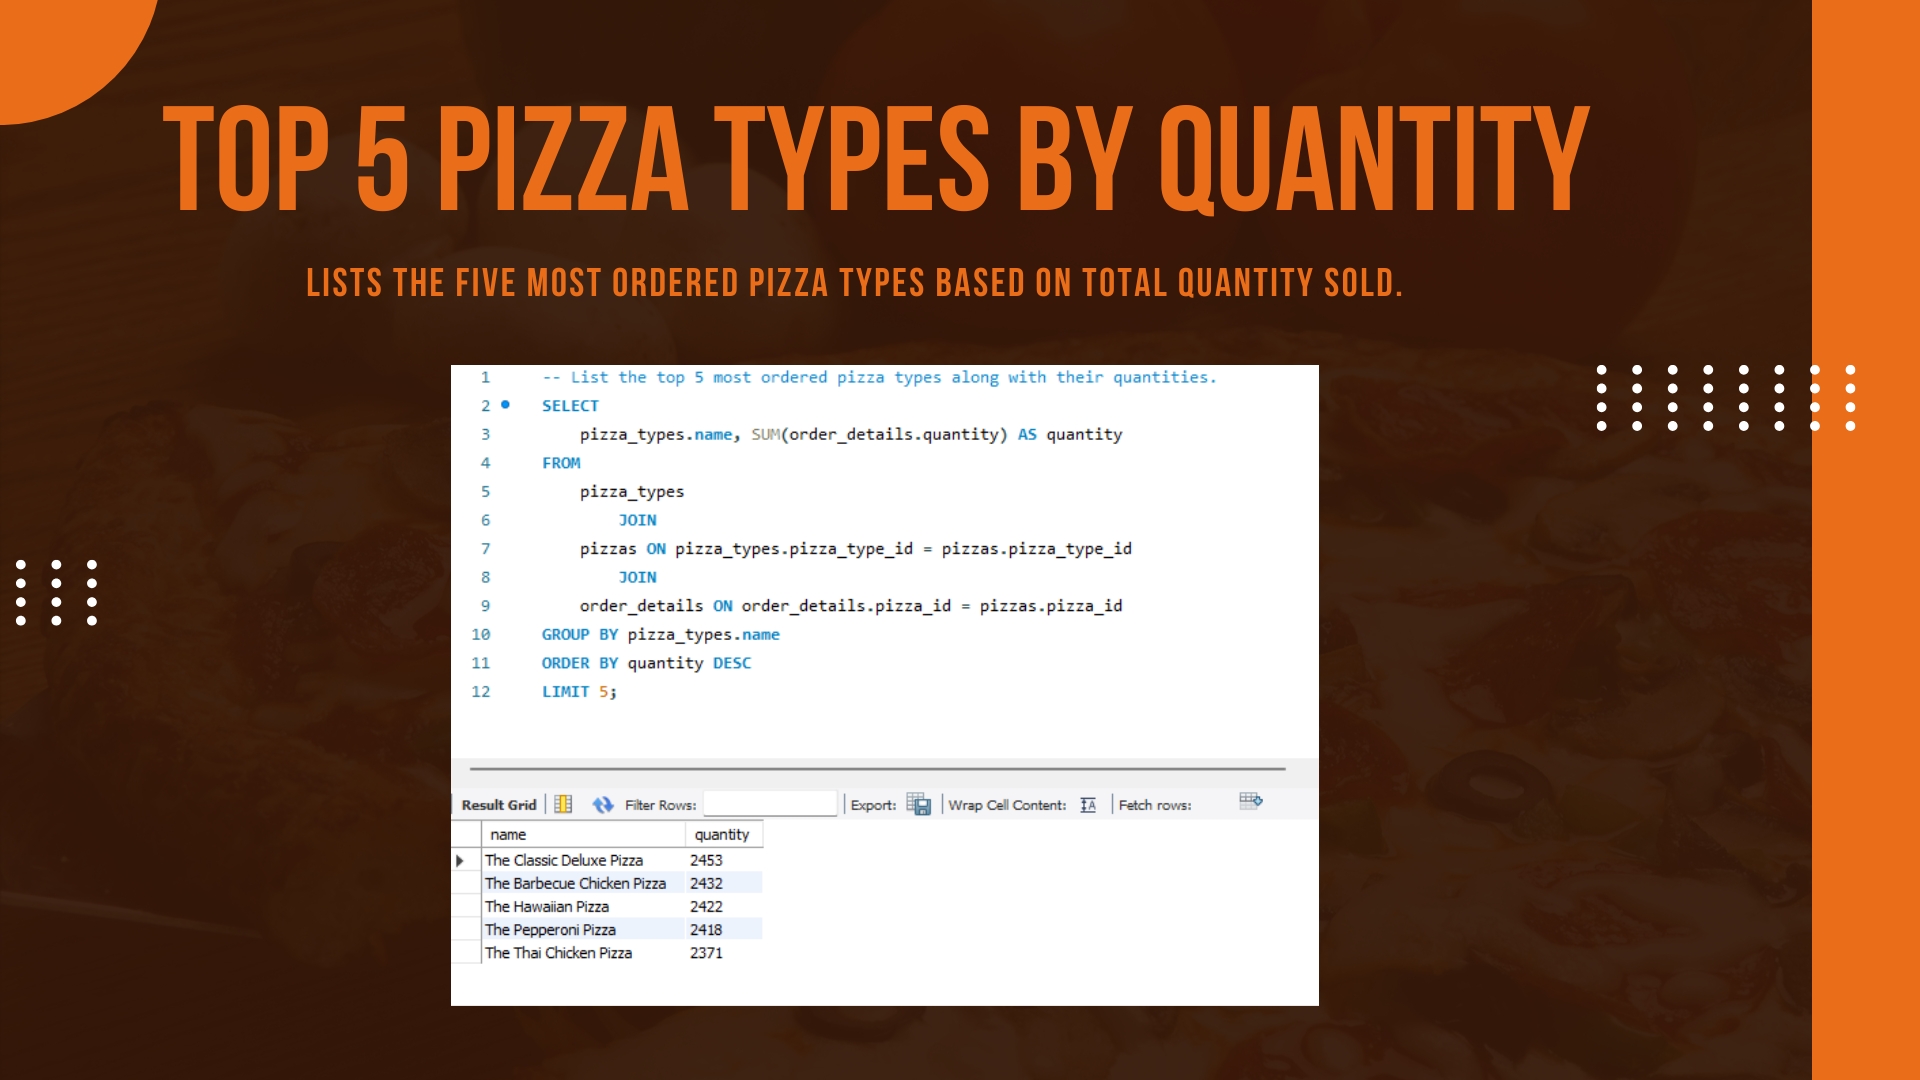 TOP 5 PIZZA TYPES BY QUANTITY
LISTS THE FIVE MOST ORDERED PIZZA TYPES BASED ON TOTAL QUANTITY SOLD.
1 -- List the top 5 most ordered pizza types along with their quantities.
2 SELECT
3 pizza_types.name, SUM(order_details.quantity) AS quantity
4 FROM
5 pizza_types
6 JOIN
7 pizzas ON pizza_types.pizza_type_id = pizzas.pizza_type_id
8 JOIN
9 order_details ON order_details.pizza_id = pizzas.pizza_id
10 GROUP BY pizza_types.name
11 ORDER BY quantity DESC
12 LIMIT 5;
Result Grid Filter Rows: Export: Wrap Cell Content: IA Fetch rows:
name quantity
The Classic Deluxe Pizza 2453
The Barbecue Chicken Pizza 2432
The Hawaiian Pizza 2422
The Pepperoni Pizza 2418
The Thai Chicken Pizza 2371